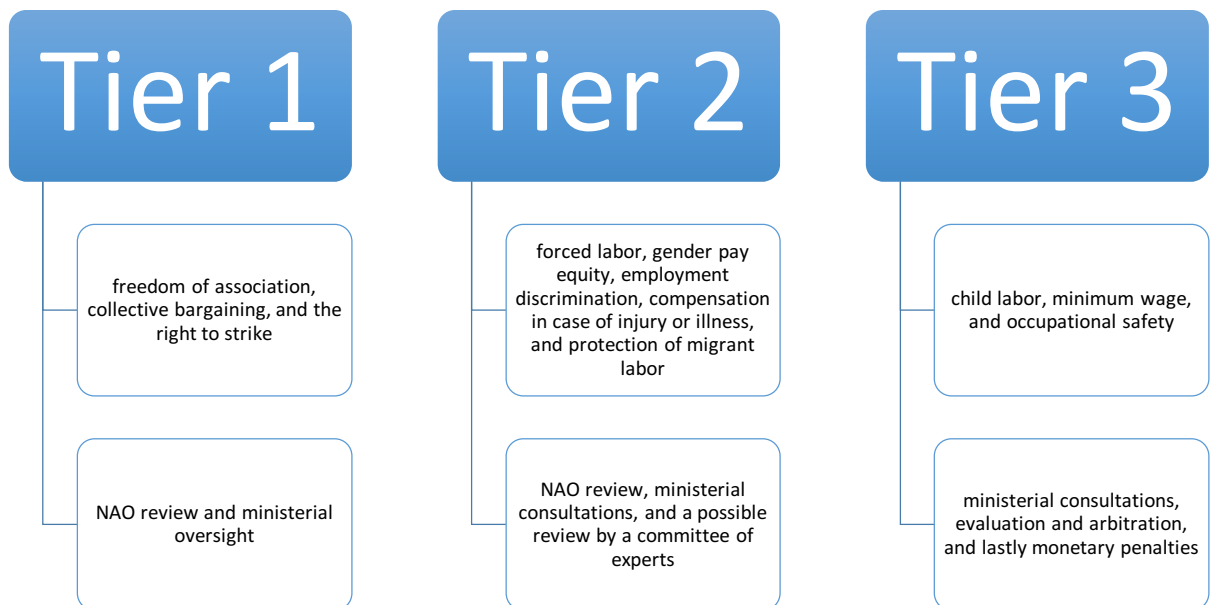 Tier 1
freedom of association,
collective bargaining, and the
right to strike
NAO review and ministerial
oversight
Tier 2
forced labor, gender pay
equity, employment
discrimination, compensation
in case of injury or illness,
and protection of migrant
labor
NAO review, ministerial
consultations, and a possible
review by a committee of
experts
Tier 3
child labor, minimum wage,
and occupational safety
ministerial consultations,
evaluation and arbitration,
and lastly monetary penalties